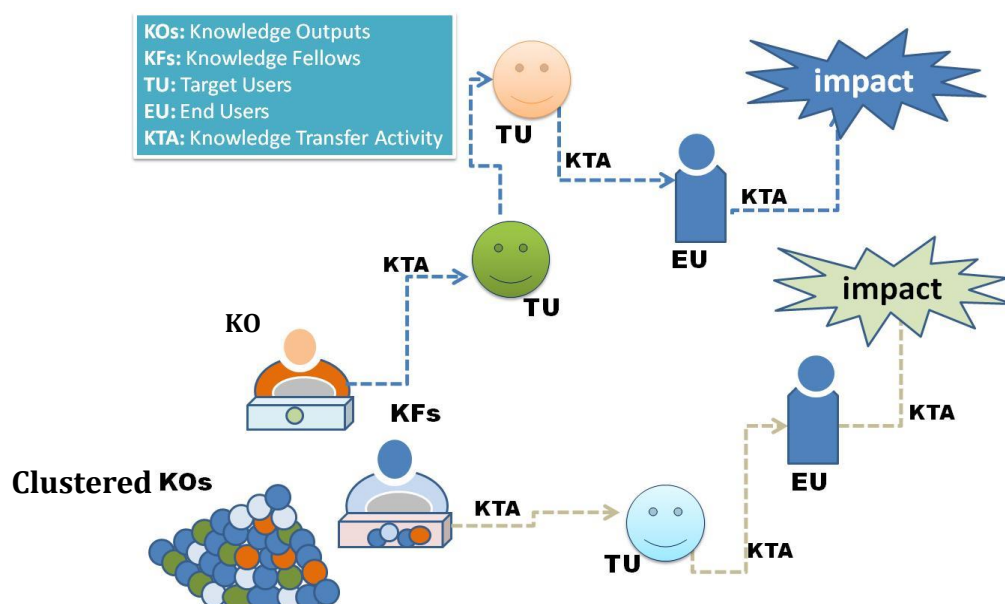 KOs: Knowledge Outputs
KFs: Knowledge Fellows
TU: Target Users
EU: End Users
KTA: Knowledge Transfer Activity
impact
TU
KTA
KTA
EU
KTA
TU
impact
KO
KFs
KTA
EU
Clustered KOs
KTA
TU
KTA